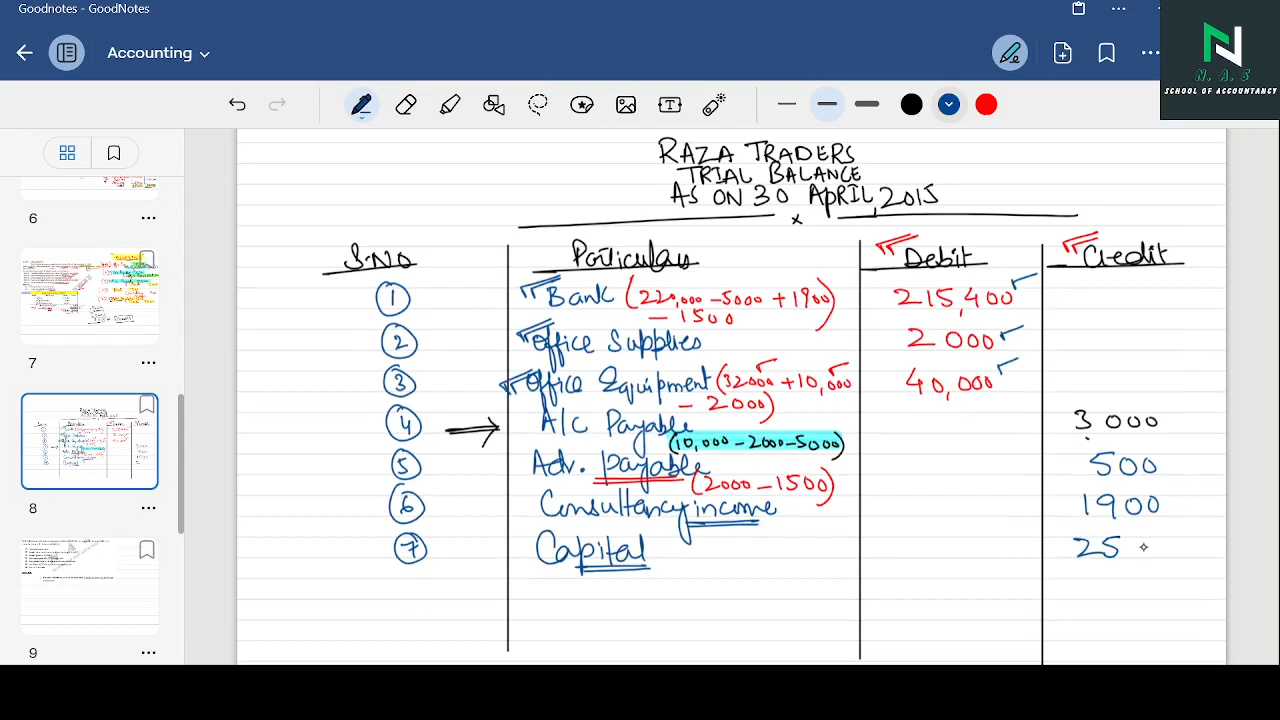 Goodnotes - GoodNotes
Accounting
N. A. S
SCHOOL OF ACCOUNTANCY
RAZA TRADERS
TRIAL BALANCE
AS ON 30 APRIL, 2015
x
S.NO Particulars Debit Credit
1 Bank (220,000 - 5000 + 1900 - 1500) 215,400
2 Office Supplies 2000
3 Office Equipment (32000 + 10,000 - 2000) 40,000
4 A/C Payable 3000
(10,000 - 2000 - 5000)
5 Adv. payable 500
(2000 - 1500)
6 Consultancy income 1900
7 Capital 25
6
7
8
9